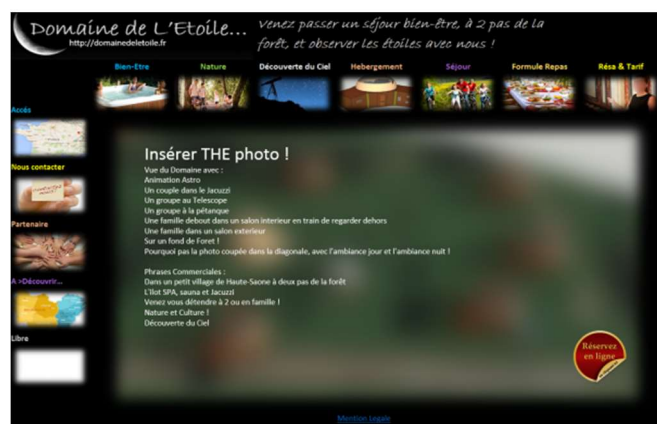 Domaine de L'Etoile...
http://domainedeletoile.fr
Venez passer un séjour bien-être, à 2 pas de la
forêt, et observer les étoiles avec nous !
Bien-Etre
Nature
Découverte du Ciel
Hebergement
Séjour
Formule Repas
Résa & Tarif
Accés
Nous contacter
Partenaire
A >Découvrir...
Libre
Insérer THE photo !
Vue du Domaine avec :
Animation Astro
Un couple dans le Jacuzzi
Un groupe au Telescope
Un groupe à la pétanque
Une famille debout dans un salon interieur en train de regarder dehors
Une famille dans un salon exterieur
Sur un fond de Foret !
Pourquoi pas la photo coupée dans la diagonale, avec l'ambiance jour et l'ambiance nuit !
Phrases Commerciales :
Dans un petit village de Haute-Saone à deux pas de la forêt
L'îlot SPA, sauna et Jacuzzi
Venez vous détendre à 2 ou en famille !
Nature et Culture !
Découverte du Ciel
Réservez
en ligne
Mention Legale